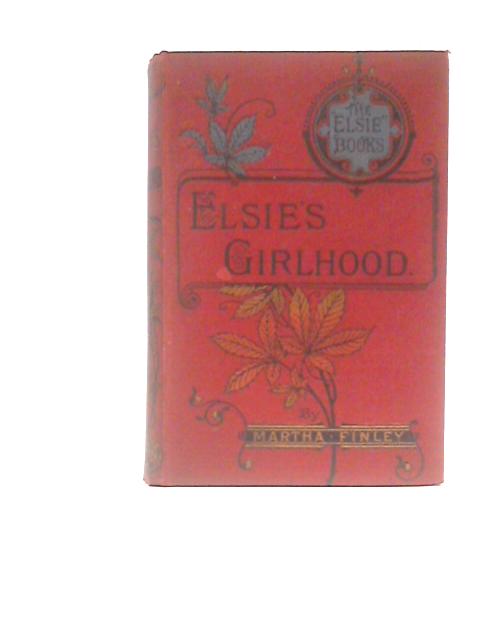 THE
"ELSIE"
BOOKS
ELSIE'S
GIRLHOOD.
By
MARTHA FINLEY